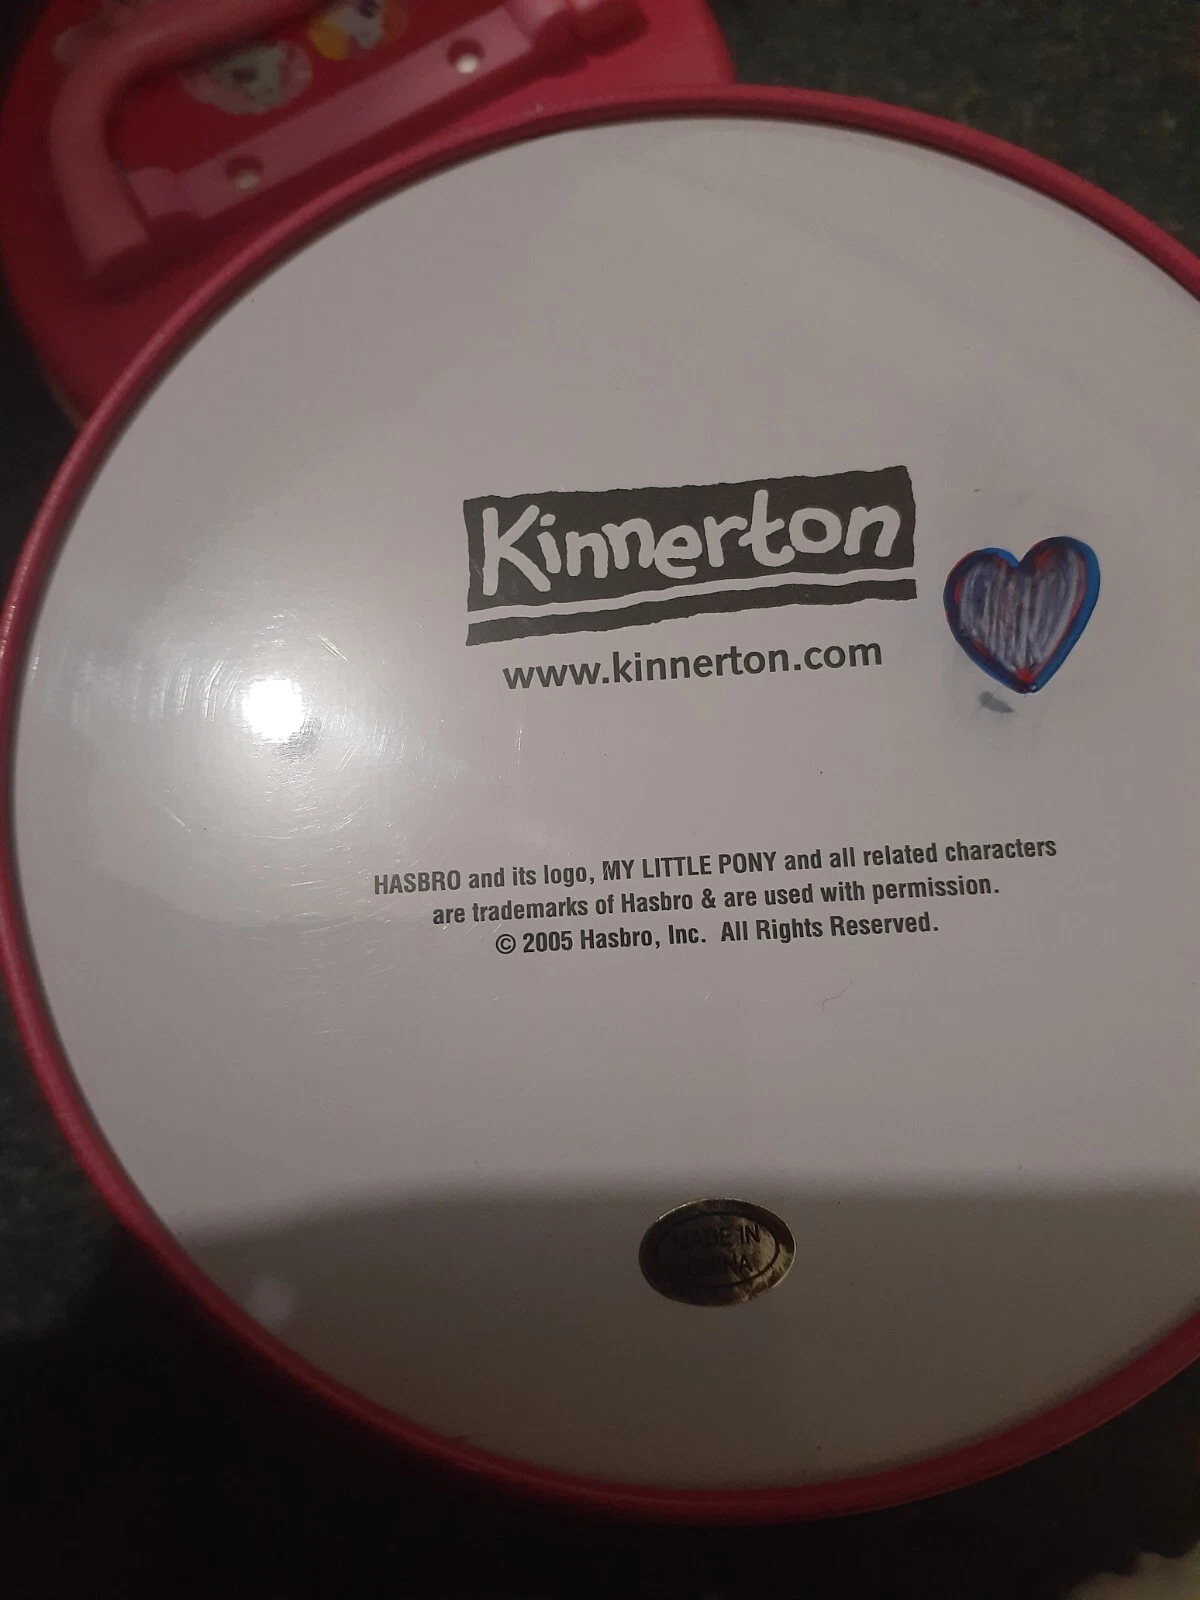 Kinnerton
www.kinnerton.com
HASBRO and its logo, MY LITTLE PONY and all related characters
are trademarks of Hasbro & are used with permission.
© 2005 Hasbro, Inc. All Rights Reserved.
MADE IN
CHINA